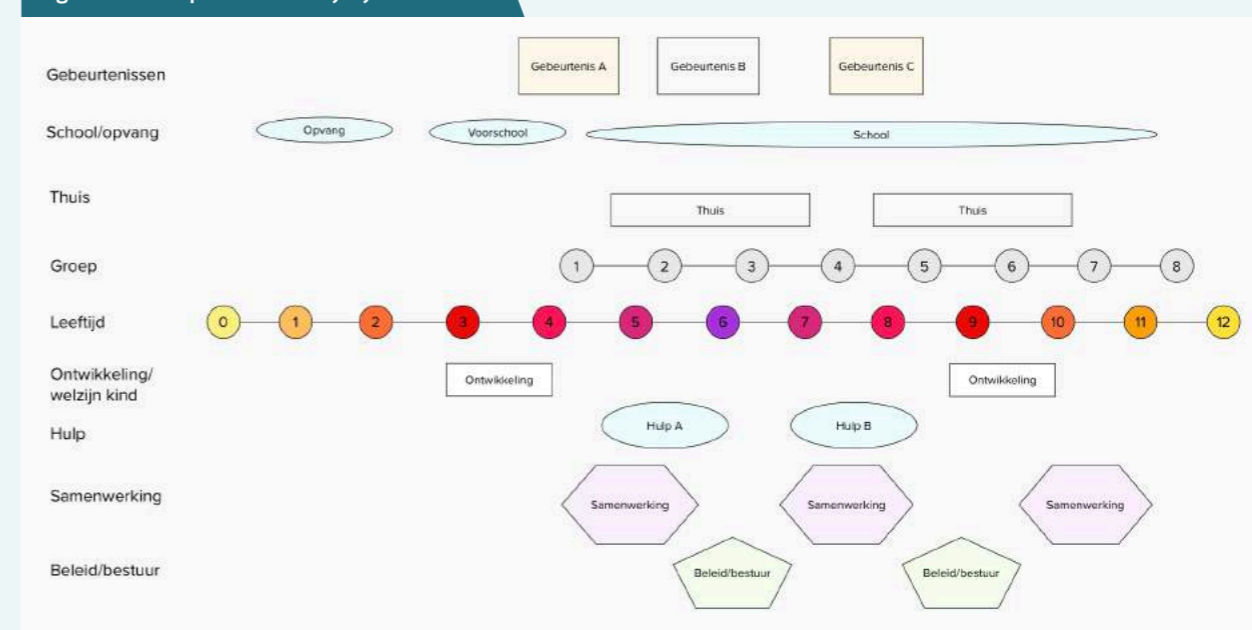 Gebeurtenissen
Gebeurtenis A
Gebeurtenis B
Gebeurtenis C
School/opvang
Opvang
Voorschool
School
Thuis
Thuis
Thuis
Groep
1
2
3
4
5
6
7
8
Leeftijd
0
1
2
3
4
5
6
7
8
9
10
11
12
Ontwikkeling/
welzijn kind
Ontwikkeling
Ontwikkeling
Hulp
Hulp A
Hulp B
Samenwerking
Samenwerking
Samenwerking
Samenwerking
Beleid/bestuur
Beleid/bestuur
Beleid/bestuur